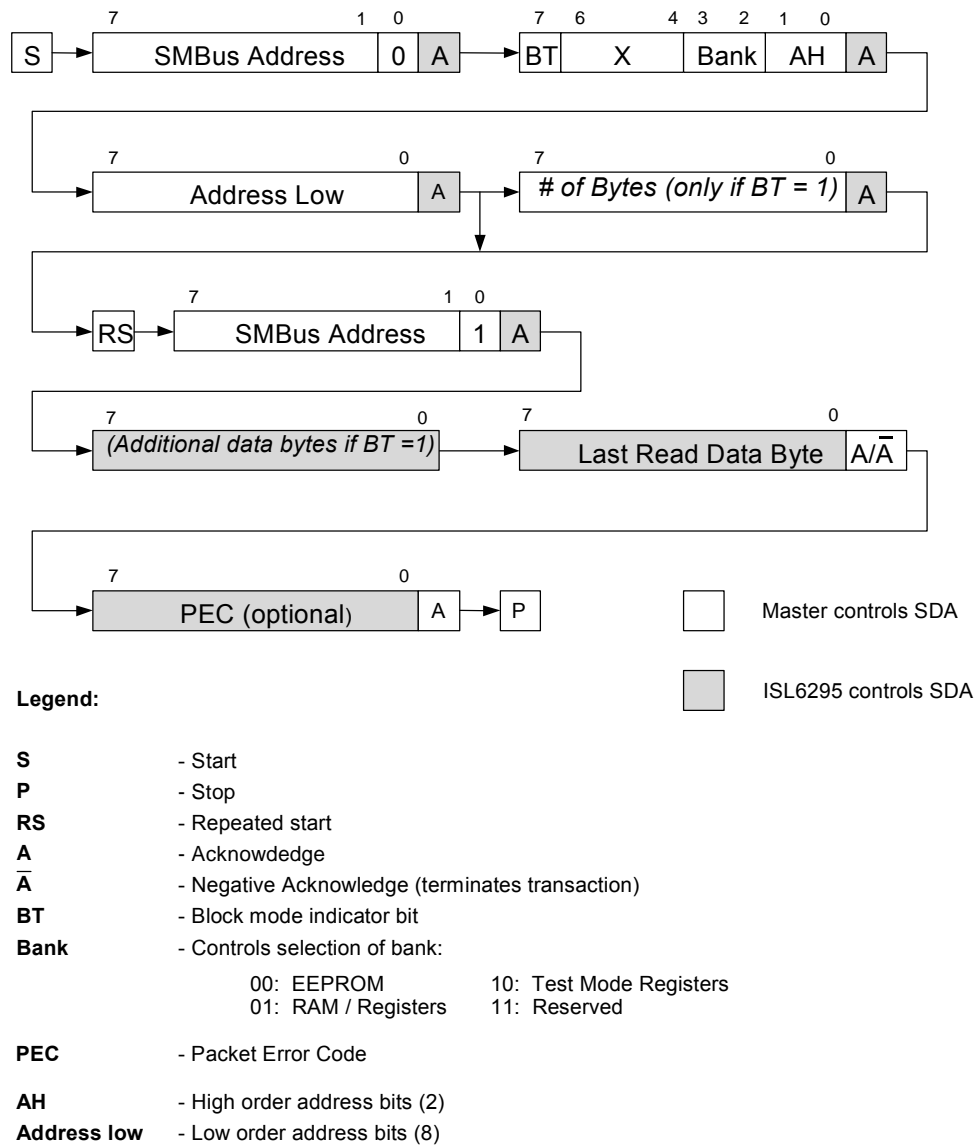 7 1 0 7 6 4 3 2 1 0
S SMBus Address 0 A BT X Bank AH A
7 0 7 0
Address Low A # of Bytes (only if BT = 1) A
7 1 0
RS SMBus Address 1 A
7 0 7 0
(Additional data bytes if BT =1) Last Read Data Byte A/A̅
7 0
PEC (optional) A P
Master controls SDA
ISL6295 controls SDA
Legend:
S - Start
P - Stop
RS - Repeated start
A - Acknowdedge
A̅ - Negative Acknowledge (terminates transaction)
BT - Block mode indicator bit
Bank - Controls selection of bank:
00: EEPROM 10: Test Mode Registers
01: RAM / Registers 11: Reserved
PEC - Packet Error Code
AH - High order address bits (2)
Address low - Low order address bits (8)